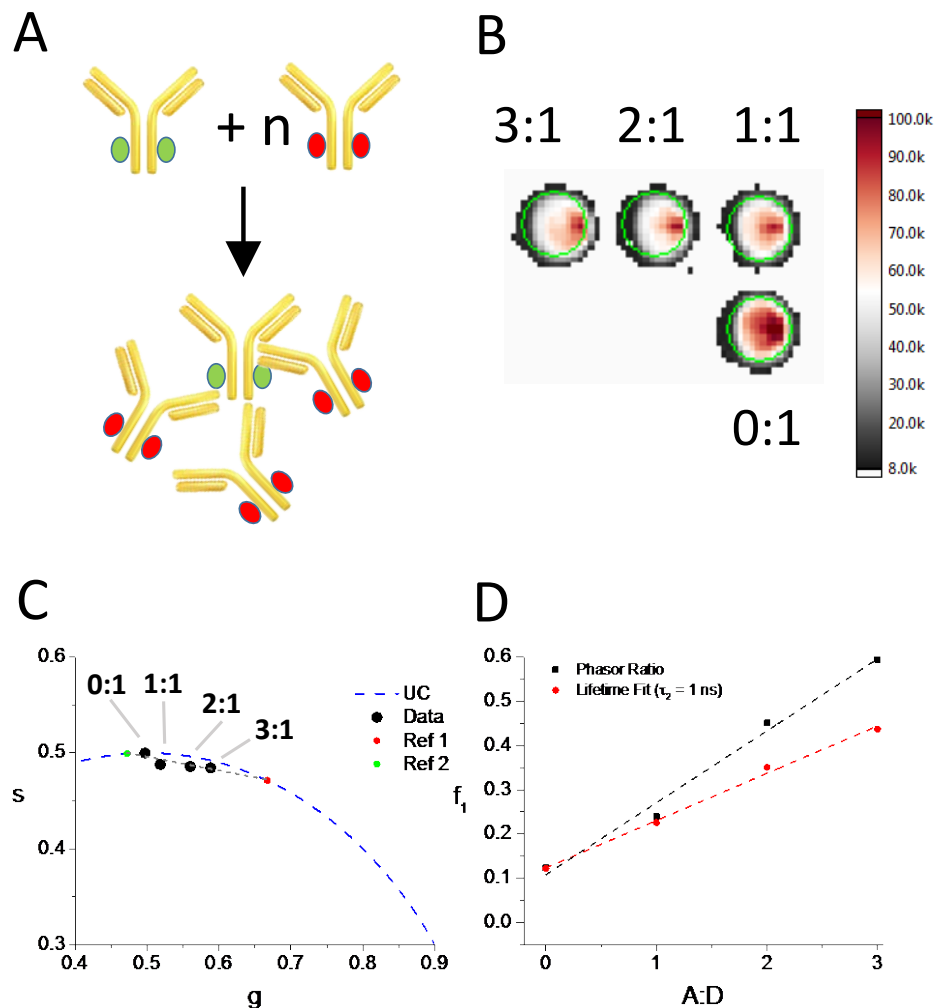 A
+ n
B
3:1 2:1 1:1
0:1
100.0k
90.0k
80.0k
70.0k
60.0k
50.0k
40.0k
30.0k
20.0k
8.0k
C
0.6
0.5
0.4
0.3
s
0:1 1:1 2:1 3:1
UC
Data
Ref 1
Ref 2
0.4 0.5 0.6 0.7 0.8 0.9
g
D
0.6
0.5
0.4
0.3
0.2
0.1
0.0
f₁
Phasor Ratio
Lifetime Fit (τ₂ = 1 ns)
0 1 2 3
A:D